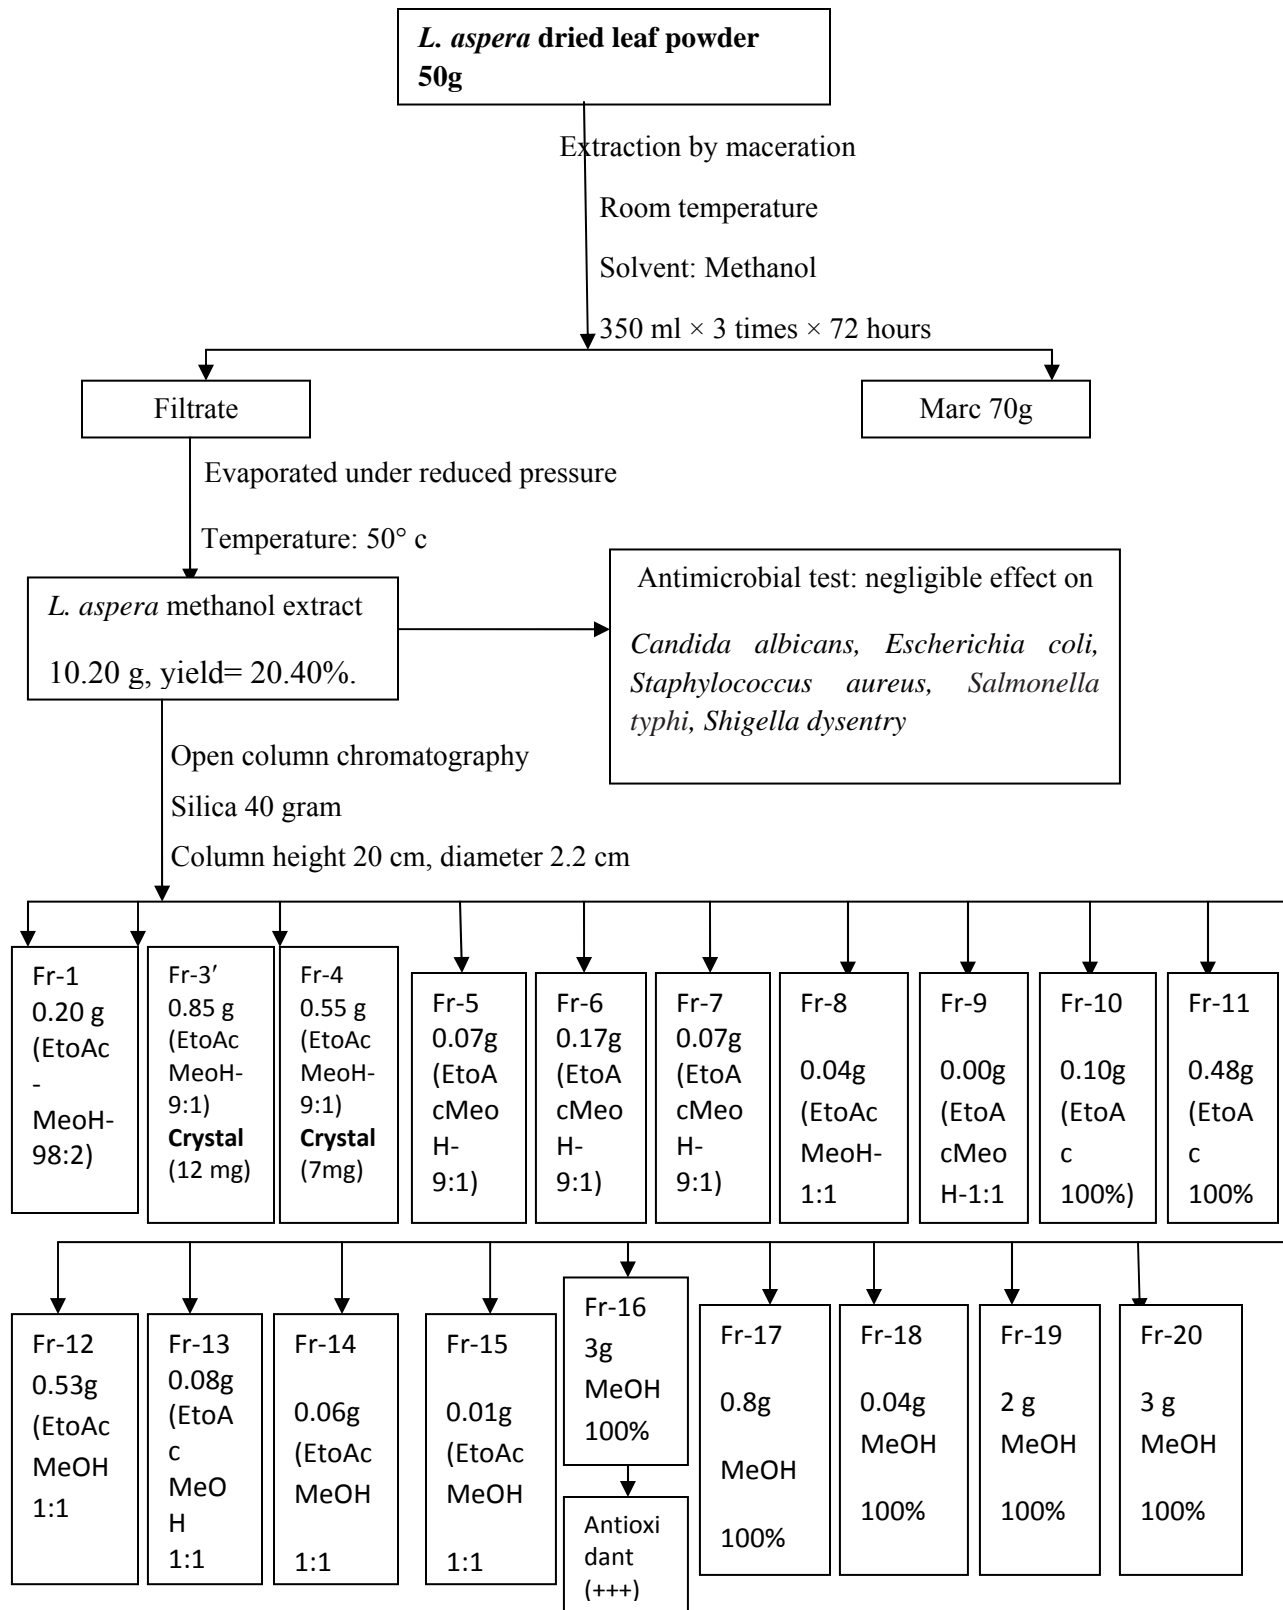 L. aspera dried leaf powder
50g
Extraction by maceration
Room temperature
Solvent: Methanol
350 ml × 3 times × 72 hours
Filtrate
Marc 70g
Evaporated under reduced pressure
Temperature: 50° c
L. aspera methanol extract
10.20 g, yield= 20.40%.
Antimicrobial test: negligible effect on
Candida albicans, Escherichia coli,
Staphylococcus aureus, Salmonella
typhi, Shigella dysentry
Open column chromatography
Silica 40 gram
Column height 20 cm, diameter 2.2 cm
Fr-1
0.20 g
(EtoAc
-
MeoH-
98:2)
Fr-3′
0.85 g
(EtoAc
MeoH-
9:1)
Crystal
(12 mg)
Fr-4
0.55 g
(EtoAc
MeoH-
9:1)
Crystal
(7mg)
Fr-5
0.07g
(EtoA
cMeo
H-
9:1)
Fr-6
0.17g
(EtoA
cMeo
H-
9:1)
Fr-7
0.07g
(EtoA
cMeo
H-
9:1)
Fr-8
0.04g
(EtoAc
MeoH-
1:1
Fr-9
0.00g
(EtoA
cMeo
H-1:1
Fr-10
0.10g
(EtoA
c
100%)
Fr-11
0.48g
(EtoA
c
100%
Fr-12
0.53g
(EtoAc
MeOH
1:1
Fr-13
0.08g
(EtoA
c
MeO
H
1:1
Fr-14
0.06g
(EtoAc
MeOH
1:1
Fr-15
0.01g
(EtoAc
MeOH
1:1
Fr-16
3g
MeOH
100%
Antioxi
dant
(+++)
Fr-17
0.8g
MeOH
100%
Fr-18
0.04g
MeOH
100%
Fr-19
2 g
MeOH
100%
Fr-20
3 g
MeOH
100%